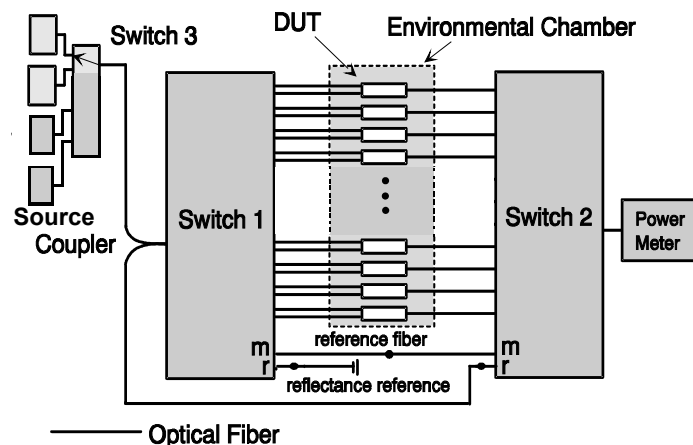 Switch 3
DUT
Environmental Chamber
Source
Coupler
Switch 1
Switch 2
Power
Meter
m
r
reference fiber
reflectance reference
m
r
Optical Fiber